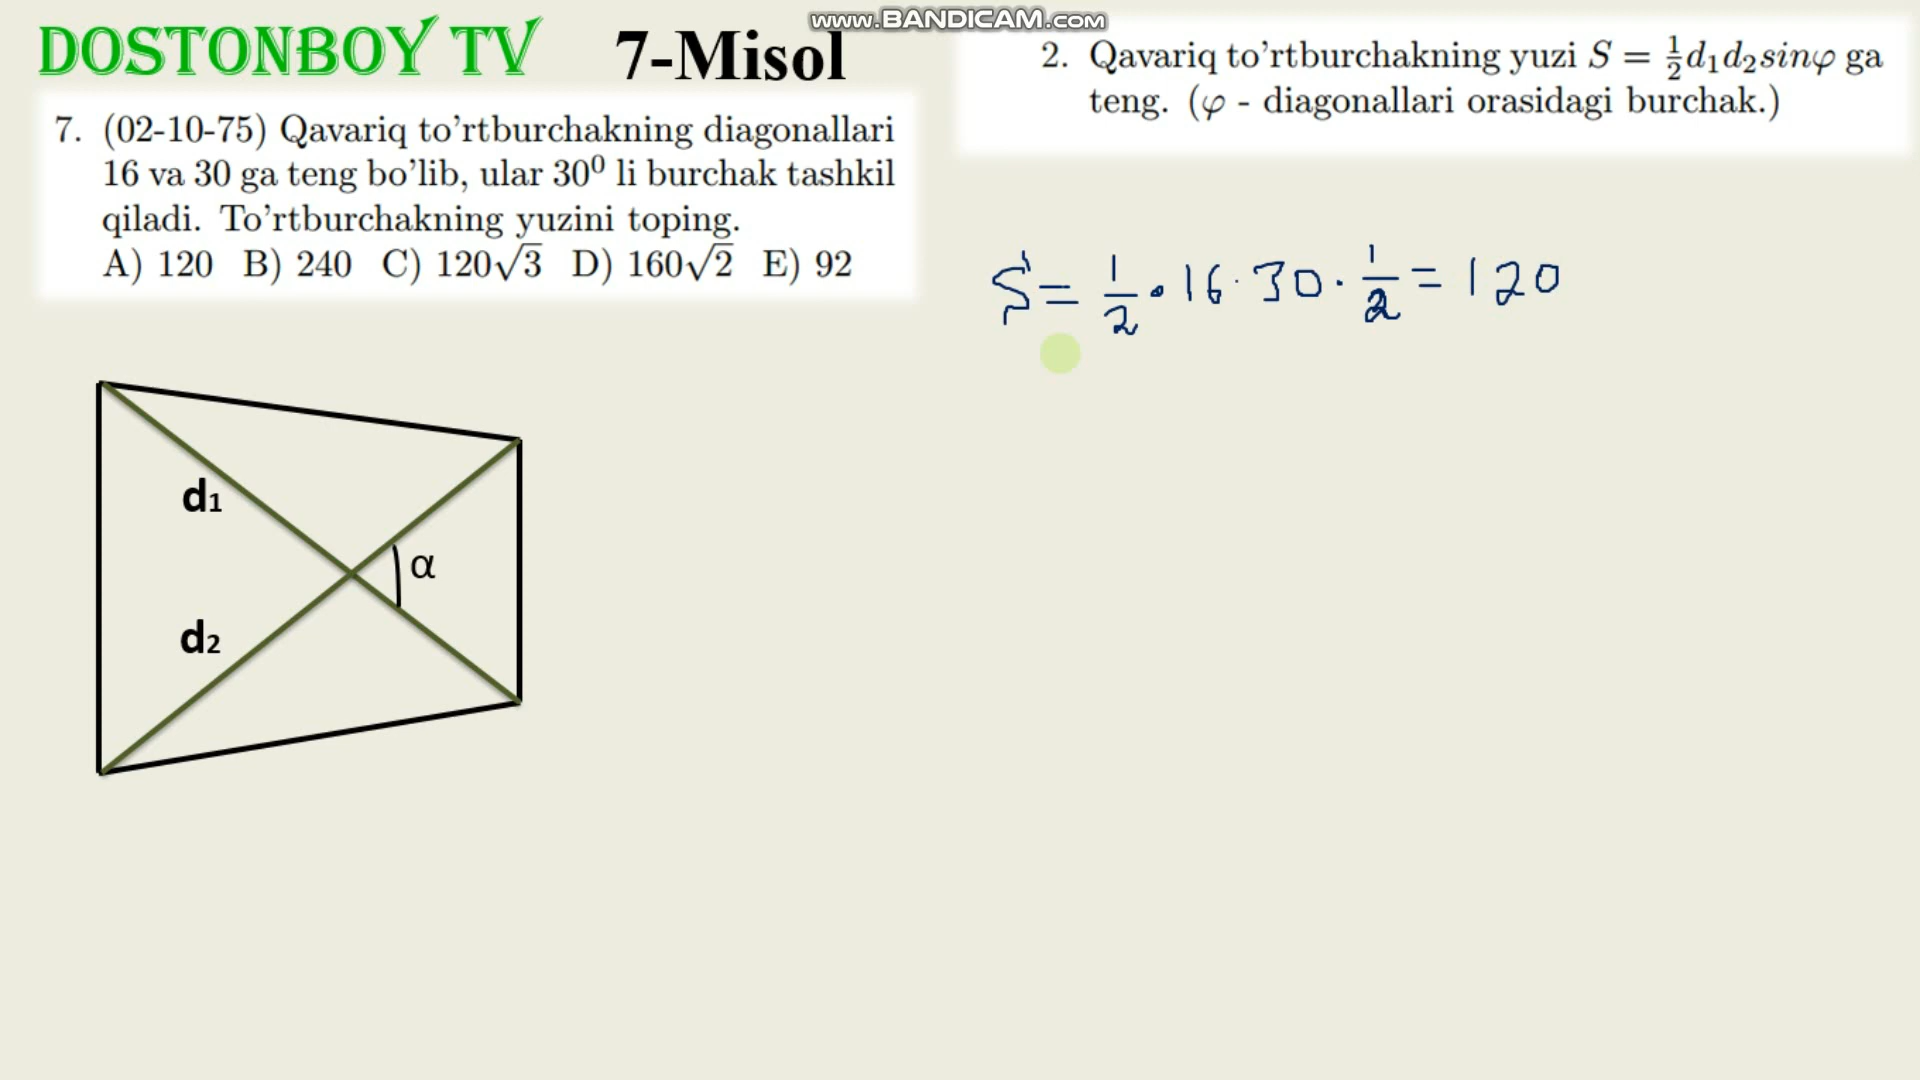 www.BANDICAM.com
DOSTONBOY TV
7-Misol
7. (02-10-75) Qavariq to'rtburchakning diagonallari
16 va 30 ga teng bo'lib, ular 30⁰ li burchak tashkil
qiladi. To'rtburchakning yuzini toping.
A) 120 B) 240 C) 120√3 D) 160√2 E) 92
2. Qavariq to'rtburchakning yuzi S = 1/2 d₁d₂sinφ ga
teng. (φ - diagonallari orasidagi burchak.)
S = 1/2 · 16 · 30 · 1/2 = 120
d1
α
d2